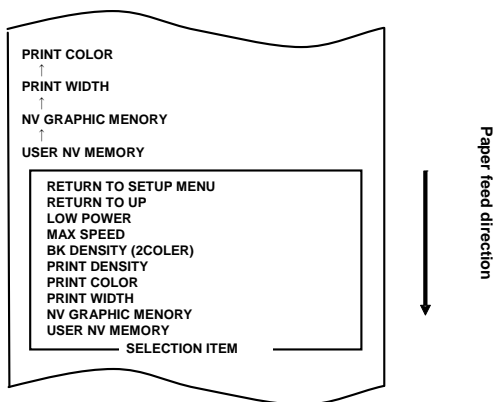 PRINT COLOR
↑
PRINT WIDTH
↑
NV GRAPHIC MENORY
↑
USER NV MEMORY
RETURN TO SETUP MENU
RETURN TO UP
LOW POWER
MAX SPEED
BK DENSITY (2COLER)
PRINT DENSITY
PRINT COLOR
PRINT WIDTH
NV GRAPHIC MENORY
USER NV MEMORY
SELECTION ITEM
Paper feed direction